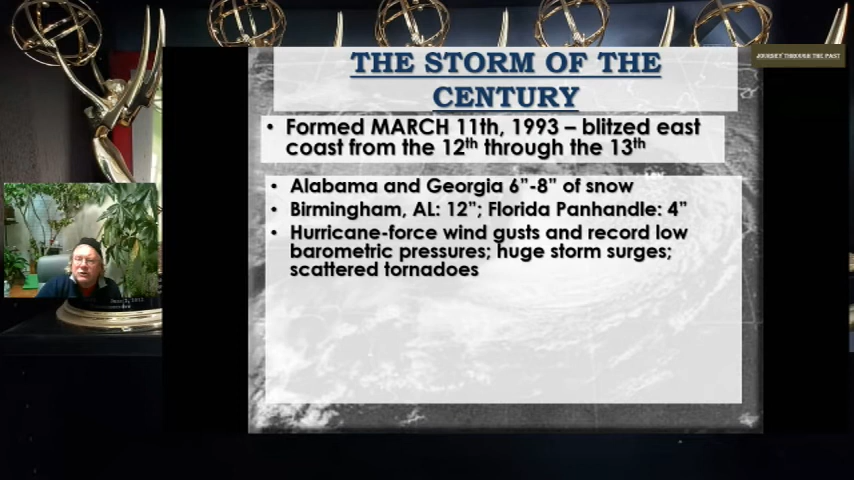 JOURNEY THROUGH THE PAST
THE STORM OF THE
CENTURY
• Formed MARCH 11th, 1993 – blitzed east
coast from the 12th through the 13th
• Alabama and Georgia 6”-8” of snow
• Birmingham, AL: 12”; Florida Panhandle: 4”
• Hurricane-force wind gusts and record low
barometric pressures; huge storm surges;
scattered tornadoes